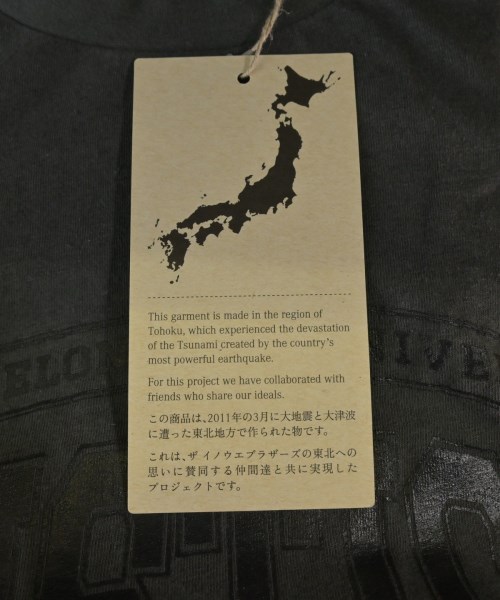 This garment is made in the region of
Tohoku, which experienced the devastation
of the Tsunami created by the country's
most powerful earthquake.
For this project we have collaborated with
friends who share our ideals.
この商品は、2011年の3月に大地震と大津波
に遭った東北地方で作られた物です。
これは、ザ イノウエブラザーズの東北への
思いに賛同する仲間達と共に実現した
プロジェクトです。